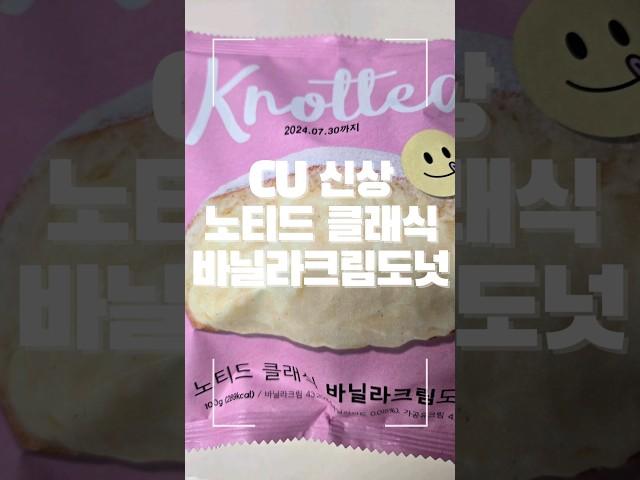 Knotted
2024.07.30까지
CU 신상
노티드 클래식
바닐라크림도넛
노티드 클래식 바닐라크림도